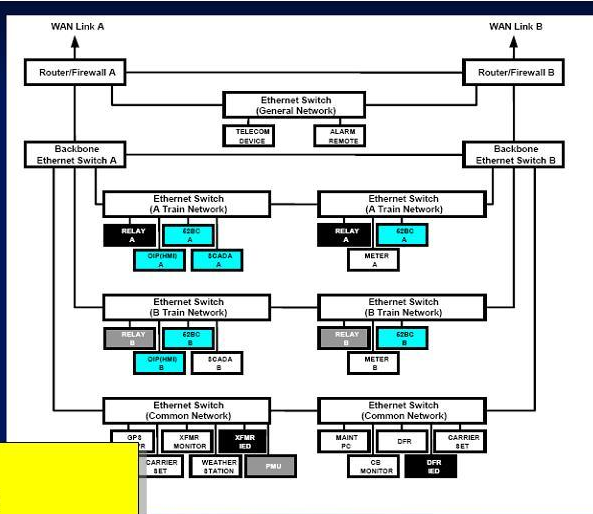 WAN Link A
WAN Link B
Router/Firewall A
Router/Firewall B
Ethernet Switch
(General Network)
TELECOM
DEVICE
ALARM
REMOTE
Backbone
Ethernet Switch A
Backbone
Ethernet Switch B
Ethernet Switch
(A Train Network)
Ethernet Switch
(A Train Network)
RELAY
A
52BC
A
OIP(HMI)
A
SCADA
A
RELAY
A
52BC
A
METER
A
Ethernet Switch
(B Train Network)
Ethernet Switch
(B Train Network)
RELAY
B
52BC
B
OIP(HMI)
B
SCADA
B
RELAY
B
52BC
B
METER
B
Ethernet Switch
(Common Network)
Ethernet Switch
(Common Network)
GPS
XFMR
MONITOR
XFMR
IED
CARRIER
SET
WEATHER
STATION
PMU
MAINT
PC
DFR
CARRIER
SET
CB
MONITOR
DFR
IED